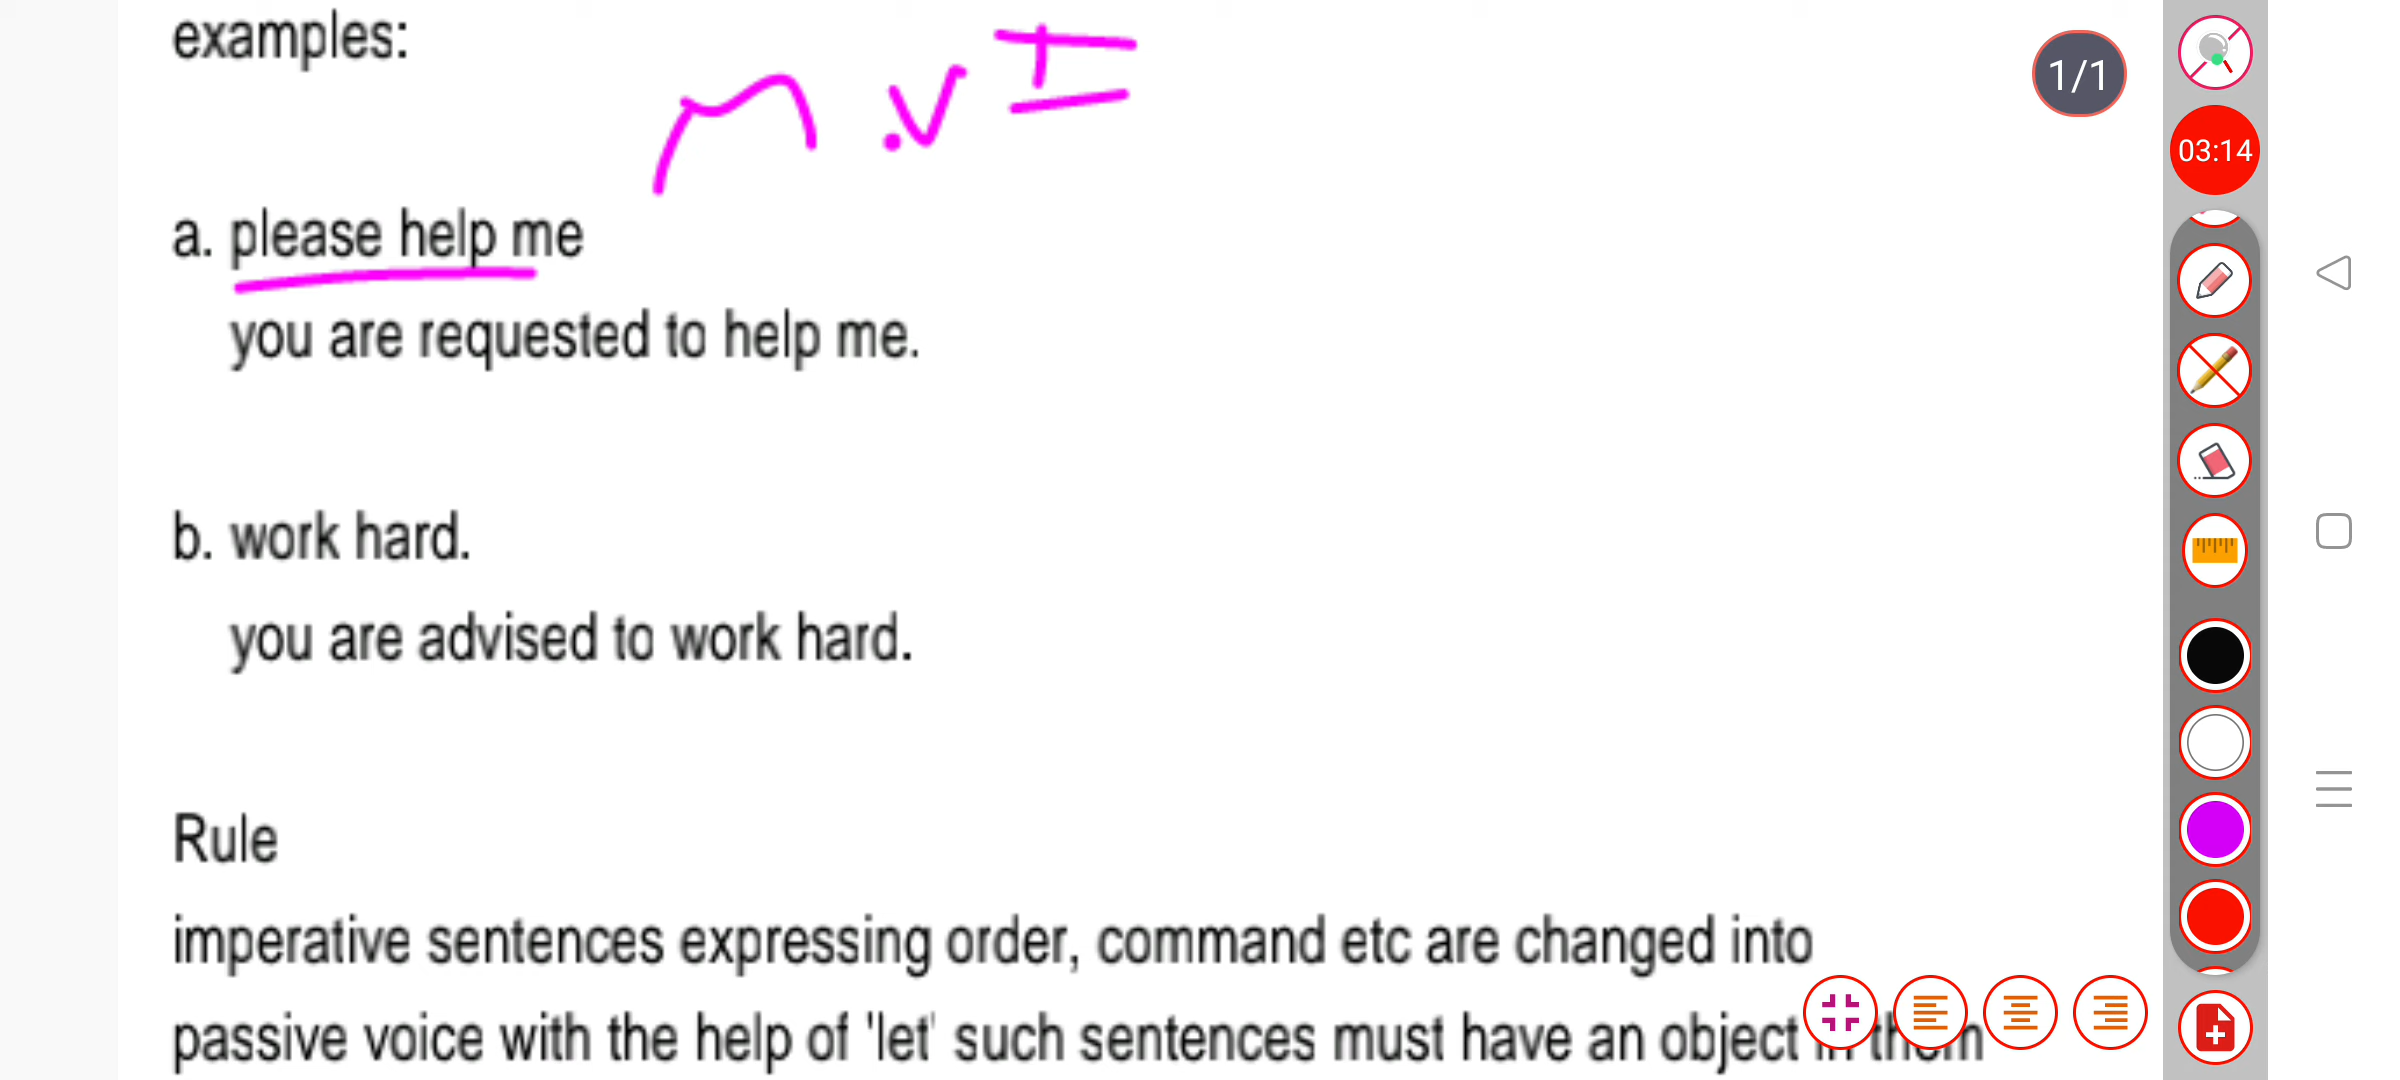 examples:
M.V I
1/1
03:14
a. please help me
you are requested to help me.
b. work hard.
you are advised to work hard.
Rule
imperative sentences expressing order, command etc are changed into
passive voice with the help of 'let' such sentences must have an object in them